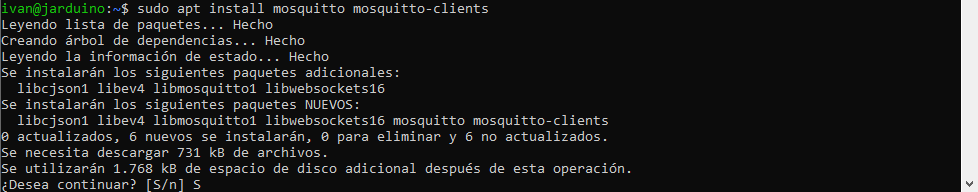 ivan@jarduino:~$ sudo apt install mosquitto mosquitto-clients
Leyendo lista de paquetes... Hecho
Creando árbol de dependencias... Hecho
Leyendo la información de estado... Hecho
Se instalarán los siguientes paquetes adicionales:
  libcjson1 libev4 libmosquitto1 libwebsockets16
Se instalarán los siguientes paquetes NUEVOS:
  libcjson1 libev4 libmosquitto1 libwebsockets16 mosquitto mosquitto-clients
0 actualizados, 6 nuevos se instalarán, 0 para eliminar y 6 no actualizados.
Se necesita descargar 731 kB de archivos.
Se utilizarán 1.768 kB de espacio de disco adicional después de esta operación.
¿Desea continuar? [S/n] S